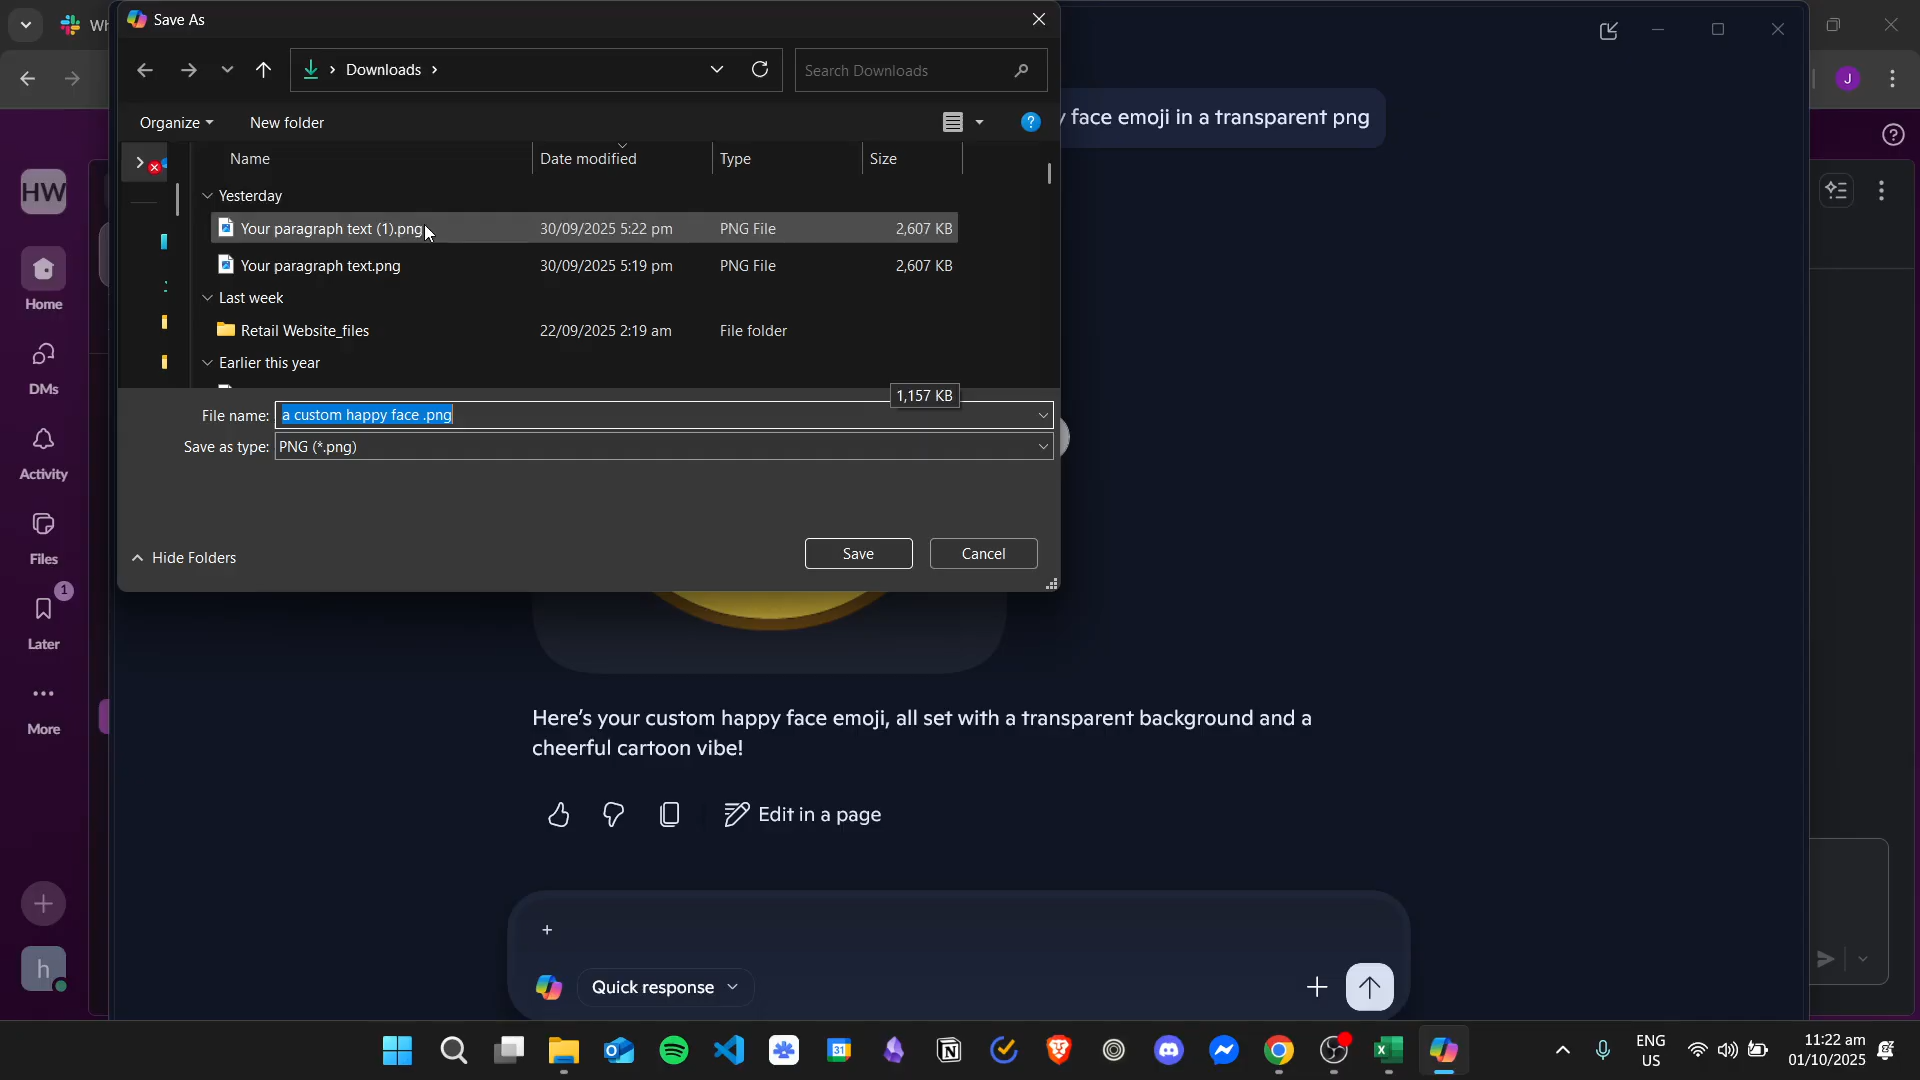 Wh
Save As
Downloads
Search Downloads
Organize
New folder
Name
Date modified
Type
Size
Yesterday
Your paragraph text (1).png
30/09/2025 5:22 pm
PNG File
2,607 KB
Your paragraph text.png
30/09/2025 5:19 pm
PNG File
2,607 KB
Last week
Retail Website_files
22/09/2025 2:19 am
File folder
Earlier this year
1,157 KB
File name:
a custom happy face .png
Save as type:
PNG (*.png)
Hide Folders
Save
Cancel
J
face emoji in a transparent png
HW
Home
DMs
Activity
Files
1
Later
More
h
Here's your custom happy face emoji, all set with a transparent background and a
cheerful cartoon vibe!
Edit in a page
Quick response
31
ENG
US
11:22 am
01/10/2025